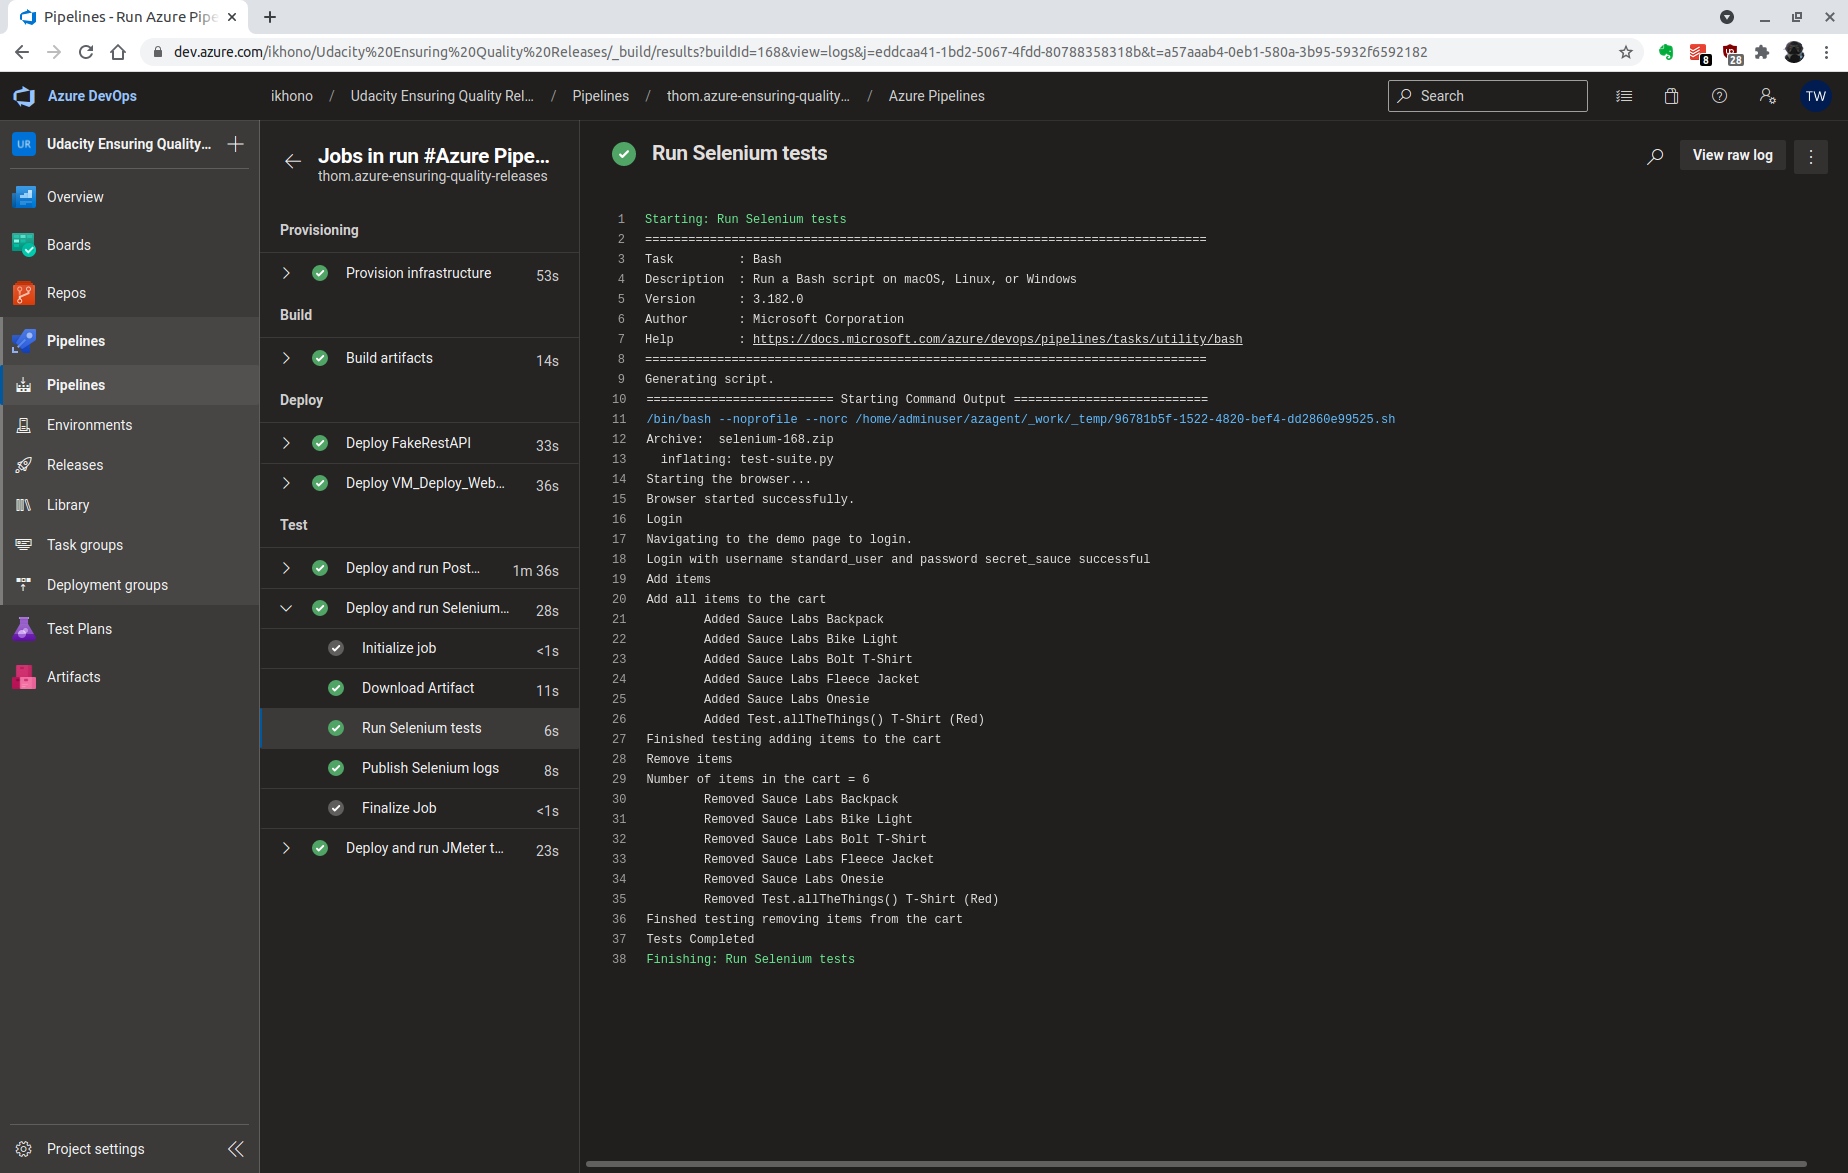 Pipelines - Run Azure Pipe
dev.azure.com/ikhono/Udacity%20Ensuring%20Quality%20Releases/_build/results?buildId=168&view=logs&j=eddcaa41-1bd2-5067-4fdd-80788358318b&t=a57aaab4-0eb1-580a-3b95-5932f6592182
8
28
Azure DevOps
ikhono / Udacity Ensuring Quality Rel... / Pipelines / thom.azure-ensuring-quality... / Azure Pipelines
Search
TW
UR
Udacity Ensuring Quality...
Overview
Boards
Repos
Pipelines
Pipelines
Environments
Releases
Library
Task groups
Deployment groups
Test Plans
Artifacts
Project settings
Jobs in run #Azure Pipe...
thom.azure-ensuring-quality-releases
Provisioning
Provision infrastructure 53s
Build
Build artifacts 14s
Deploy
Deploy FakeRestAPI 33s
Deploy VM_Deploy_Web... 36s
Test
Deploy and run Post... 1m 36s
Deploy and run Selenium... 28s
Initialize job <1s
Download Artifact 11s
Run Selenium tests 6s
Publish Selenium logs 8s
Finalize Job <1s
Deploy and run JMeter t... 23s
Run Selenium tests
View raw log
1 Starting: Run Selenium tests
2 ==============================================================================
3 Task : Bash
4 Description : Run a Bash script on macOS, Linux, or Windows
5 Version : 3.182.0
6 Author : Microsoft Corporation
7 Help : https://docs.microsoft.com/azure/devops/pipelines/tasks/utility/bash
8 ==============================================================================
9 Generating script.
10 ========================== Starting Command Output ===========================
11 /bin/bash --noprofile --norc /home/adminuser/azagent/_work/_temp/96781b5f-1522-4820-bef4-dd2860e99525.sh
12 Archive: selenium-168.zip
13 inflating: test-suite.py
14 Starting the browser...
15 Browser started successfully.
16 Login
17 Navigating to the demo page to login.
18 Login with username standard_user and password secret_sauce successful
19 Add items
20 Add all items to the cart
21 Added Sauce Labs Backpack
22 Added Sauce Labs Bike Light
23 Added Sauce Labs Bolt T-Shirt
24 Added Sauce Labs Fleece Jacket
25 Added Sauce Labs Onesie
26 Added Test.allTheThings() T-Shirt (Red)
27 Finished testing adding items to the cart
28 Remove items
29 Number of items in the cart = 6
30 Removed Sauce Labs Backpack
31 Removed Sauce Labs Bike Light
32 Removed Sauce Labs Bolt T-Shirt
33 Removed Sauce Labs Fleece Jacket
34 Removed Sauce Labs Onesie
35 Removed Test.allTheThings() T-Shirt (Red)
36 Finshed testing removing items from the cart
37 Tests Completed
38 Finishing: Run Selenium tests